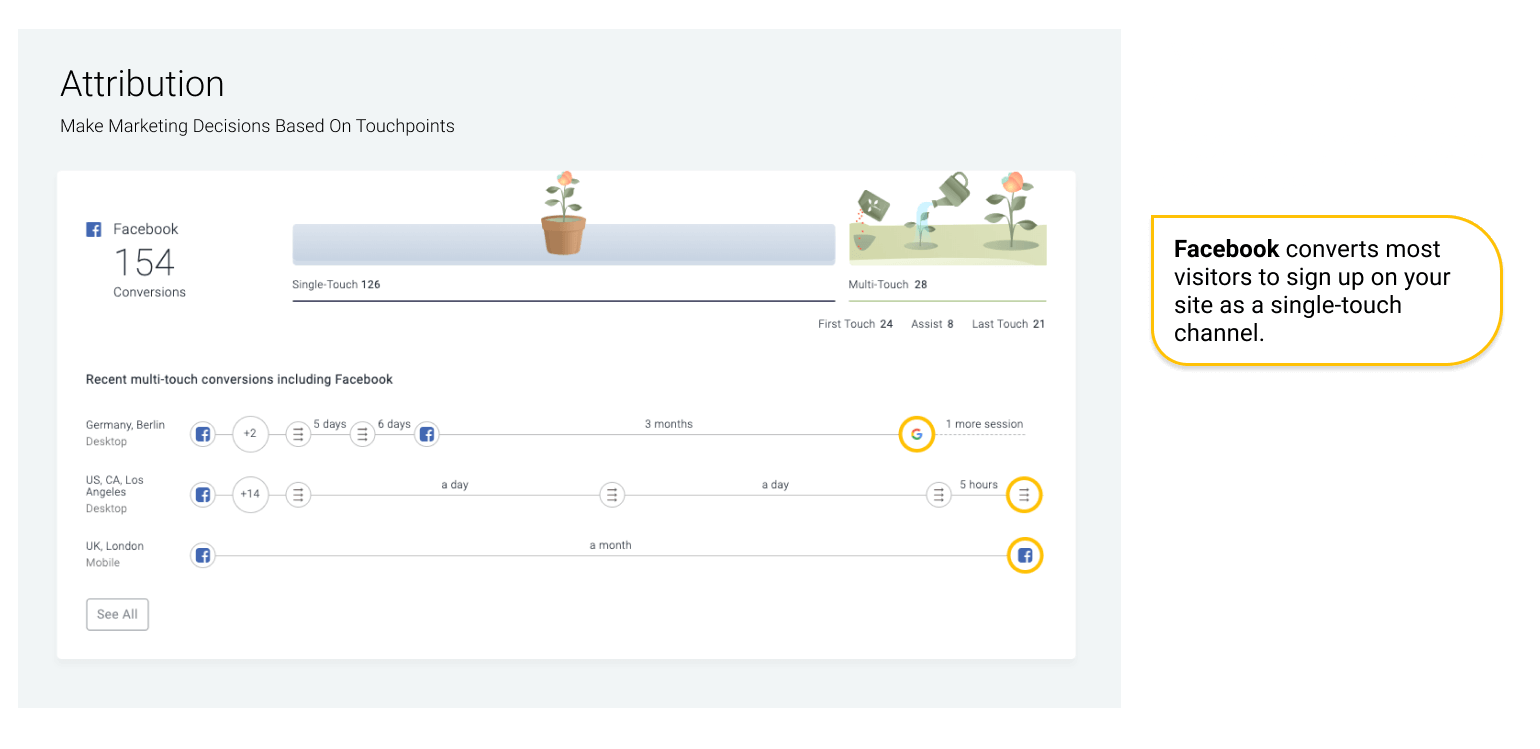 Attribution
Make Marketing Decisions Based On Touchpoints
Facebook
154
Conversions
Single-Touch 126
Multi-Touch 28
First Touch 24 Assist 8 Last Touch 21
Facebook converts most
visitors to sign up on your
site as a single-touch
channel.
Recent multi-touch conversions including Facebook
Germany, Berlin
Desktop
+2
5 days
6 days
3 months
1 more session
US, CA, Los
Angeles
Desktop
+14
a day
a day
5 hours
UK, London
Mobile
a month
See All